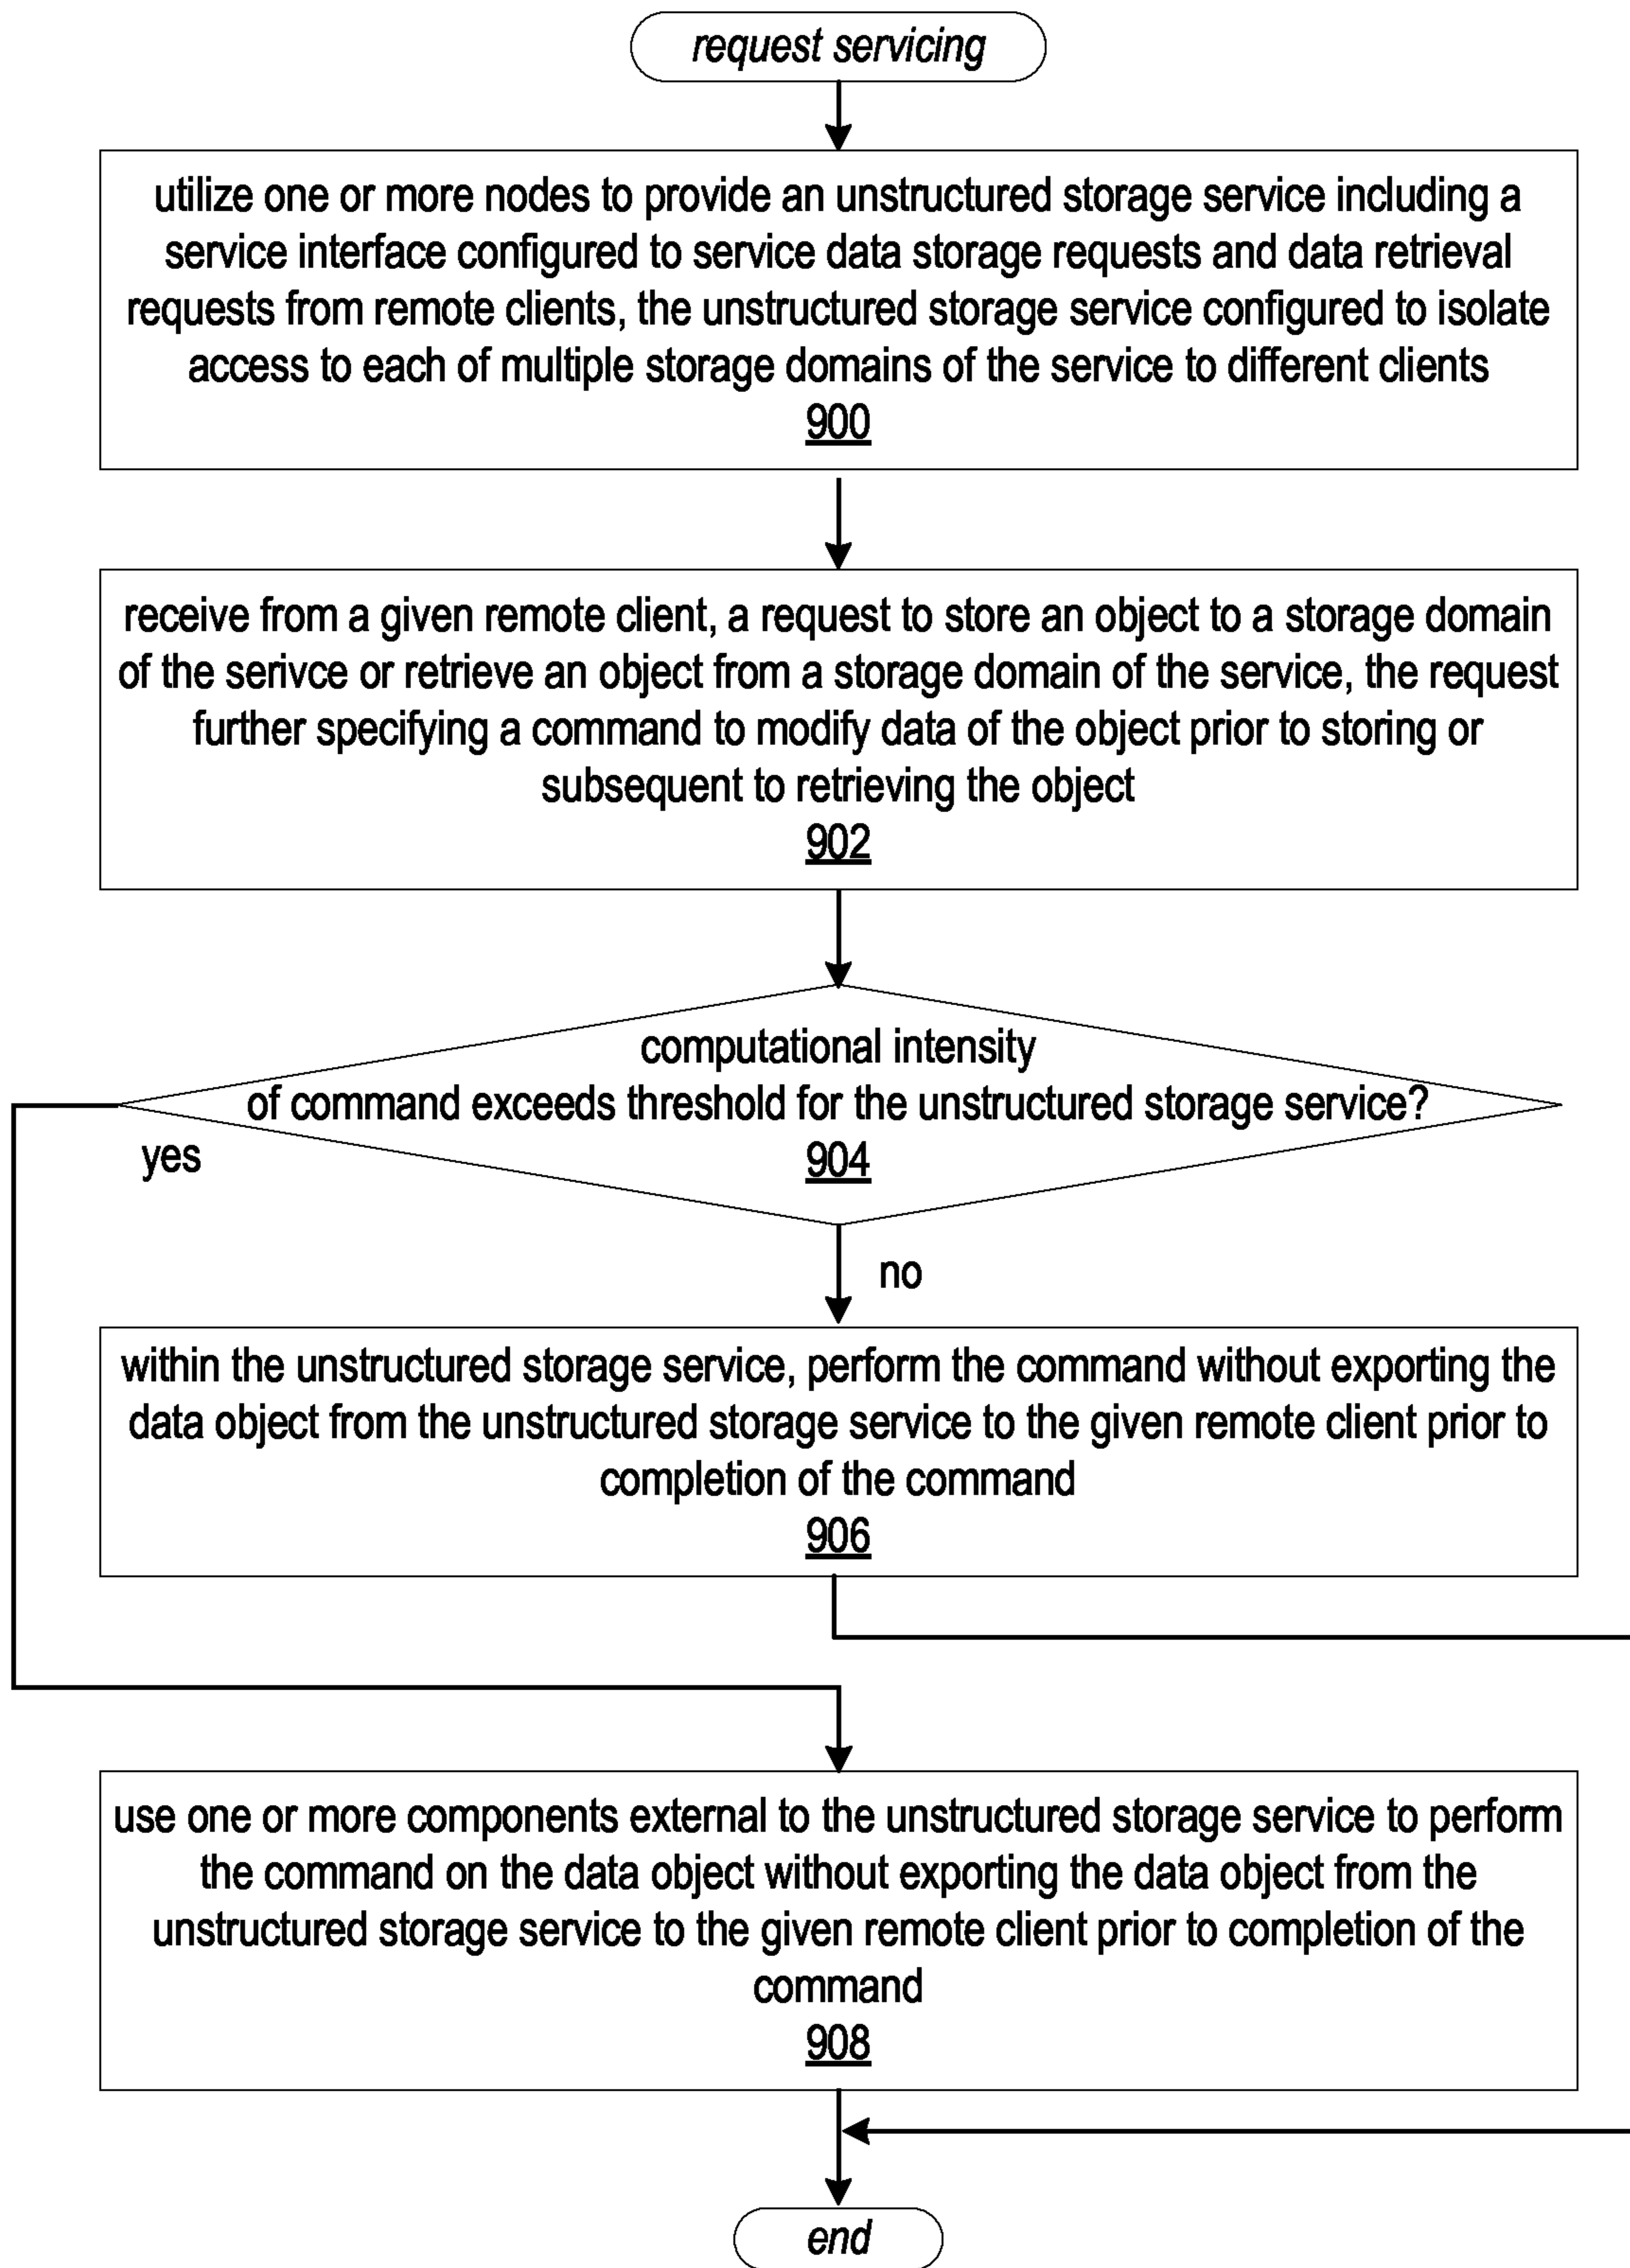 request servicing
utilize one or more nodes to provide an unstructured storage service including a
service interface configured to service data storage requests and data retrieval
requests from remote clients, the unstructured storage service configured to isolate
access to each of multiple storage domains of the service to different clients
900
receive from a given remote client, a request to store an object to a storage domain
of the serivce or retrieve an object from a storage domain of the service, the request
further specifying a command to modify data of the object prior to storing or
subsequent to retrieving the object
902
computational intensity
of command exceeds threshold for the unstructured storage service?
904
yes
no
within the unstructured storage service, perform the command without exporting the
data object from the unstructured storage service to the given remote client prior to
completion of the command
906
use one or more components external to the unstructured storage service to perform
the command on the data object without exporting the data object from the
unstructured storage service to the given remote client prior to completion of the
command
908
end